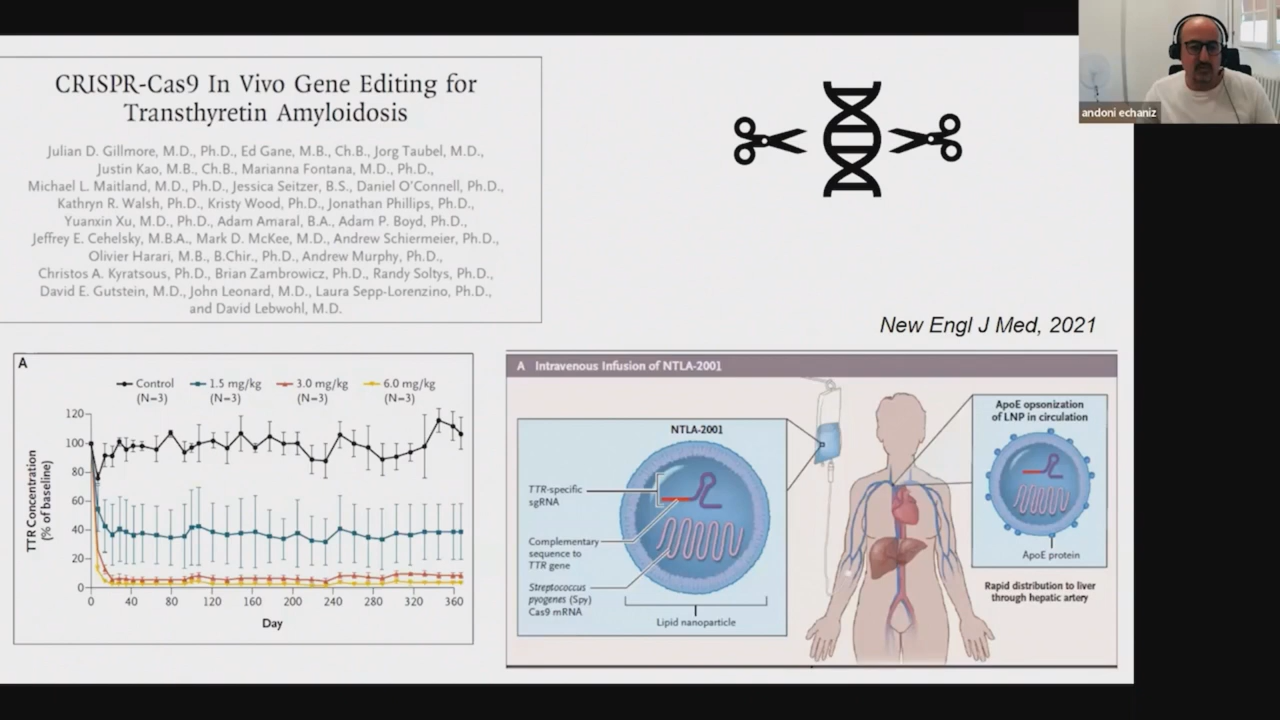 andoni echaniz
CRISPR-Cas9 In Vivo Gene Editing for
Transthyretin Amyloidosis
Julian D. Gillmore, M.D., Ph.D., Ed Gane, M.B., Ch.B., Jorg Taubel, M.D.,
Justin Kao, M.B., Ch.B., Marianna Fontana, M.D., Ph.D.,
Michael L. Maitland, M.D., Ph.D., Jessica Seitzer, B.S., Daniel O'Connell, Ph.D.,
Kathryn R. Walsh, Ph.D., Kristy Wood, Ph.D., Jonathan Phillips, Ph.D.,
Yuanxin Xu, M.D., Ph.D., Adam Amaral, B.A., Adam P. Boyd, Ph.D.,
Jeffrey E. Cehelsky, M.B.A., Mark D. McKee, M.D., Andrew Schiermeier, Ph.D.,
Olivier Harari, M.B., B.Chir., Ph.D., Andrew Murphy, Ph.D.,
Christos A. Kyratsous, Ph.D., Brian Zambrowicz, Ph.D., Randy Soltys, Ph.D.,
David E. Gutstein, M.D., John Leonard, M.D., Laura Sepp-Lorenzino, Ph.D.,
and David Lebwohl, M.D.
New Engl J Med, 2021
A
Control
(N=3)
1.5 mg/kg
(N=3)
3.0 mg/kg
(N=3)
6.0 mg/kg
(N=3)
TTR Concentration
(% of baseline)
120
100
80
60
40
20
0
0 40 80 120 160 200 240 280 320 360
Day
A Intravenous Infusion of NTLA-2001
NTLA-2001
TTR-specific
sgRNA
Complementary
sequence to
TTR gene
Streptococcus
pyogenes (Spy)
Cas9 mRNA
Lipid nanoparticle
ApoE opsonization
of LNP in circulation
ApoE protein
Rapid distribution to liver
through hepatic artery